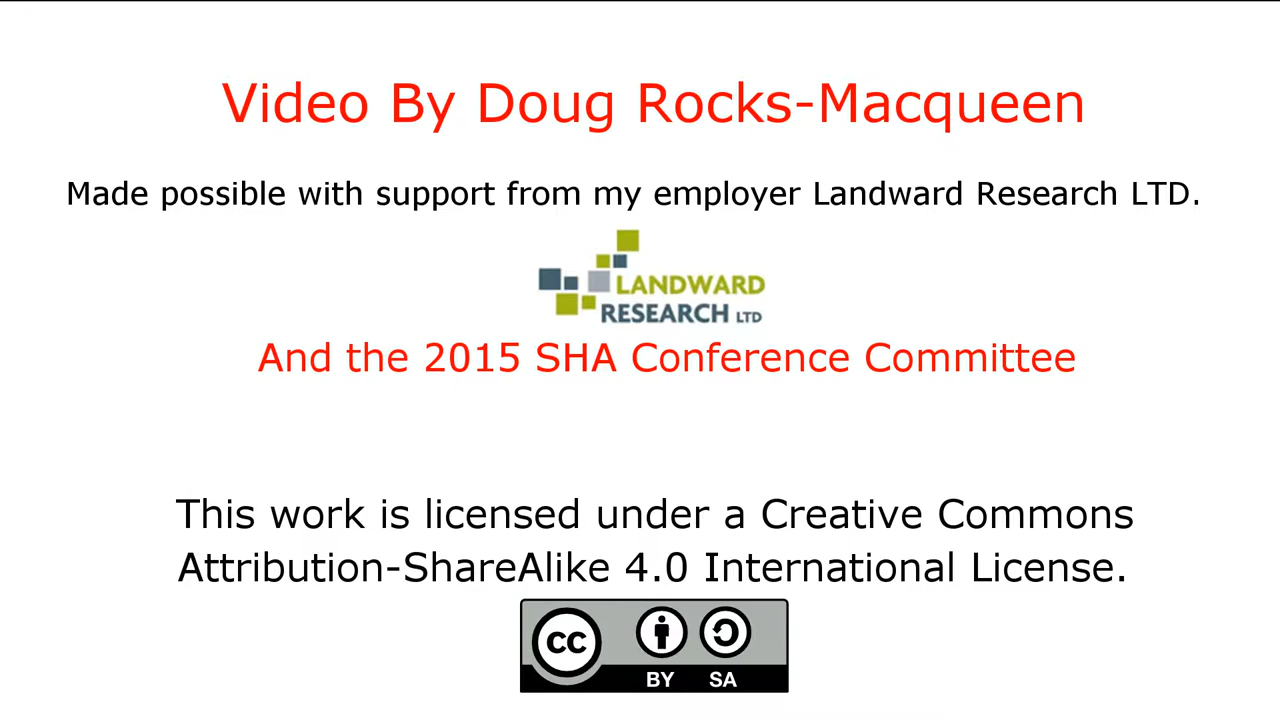 Video By Doug Rocks-Macqueen
Made possible with support from my employer Landward Research LTD.
LANDWARD
RESEARCH LTD
And the 2015 SHA Conference Committee
This work is licensed under a Creative Commons
Attribution-ShareAlike 4.0 International License.
CC
BY SA